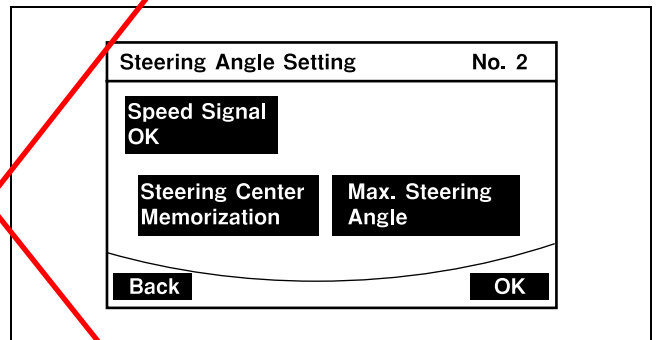 Steering Angle Setting No. 2
Speed Signal
OK
Steering Center Max. Steering
Memorization Angle
Back OK